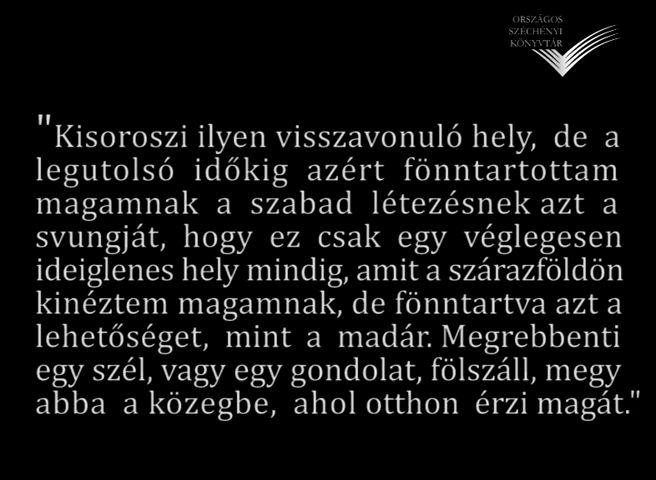 ORSZÁGOS
SZÉCHÉNYI
KÖNYVTÁR
"Kisoroszi ilyen visszavonuló hely, de a
legutolsó időkig azért fönntartottam
magamnak a szabad létezésnek azt a
svungját, hogy ez csak egy véglegesen
ideiglenes hely mindig, amit a szárazföldön
kinéztem magamnak, de fönntartva azt a
lehetőséget, mint a madár. Megrebbenti
egy szél, vagy egy gondolat, fölszáll, megy
abba a közegbe, ahol otthon érzi magát."